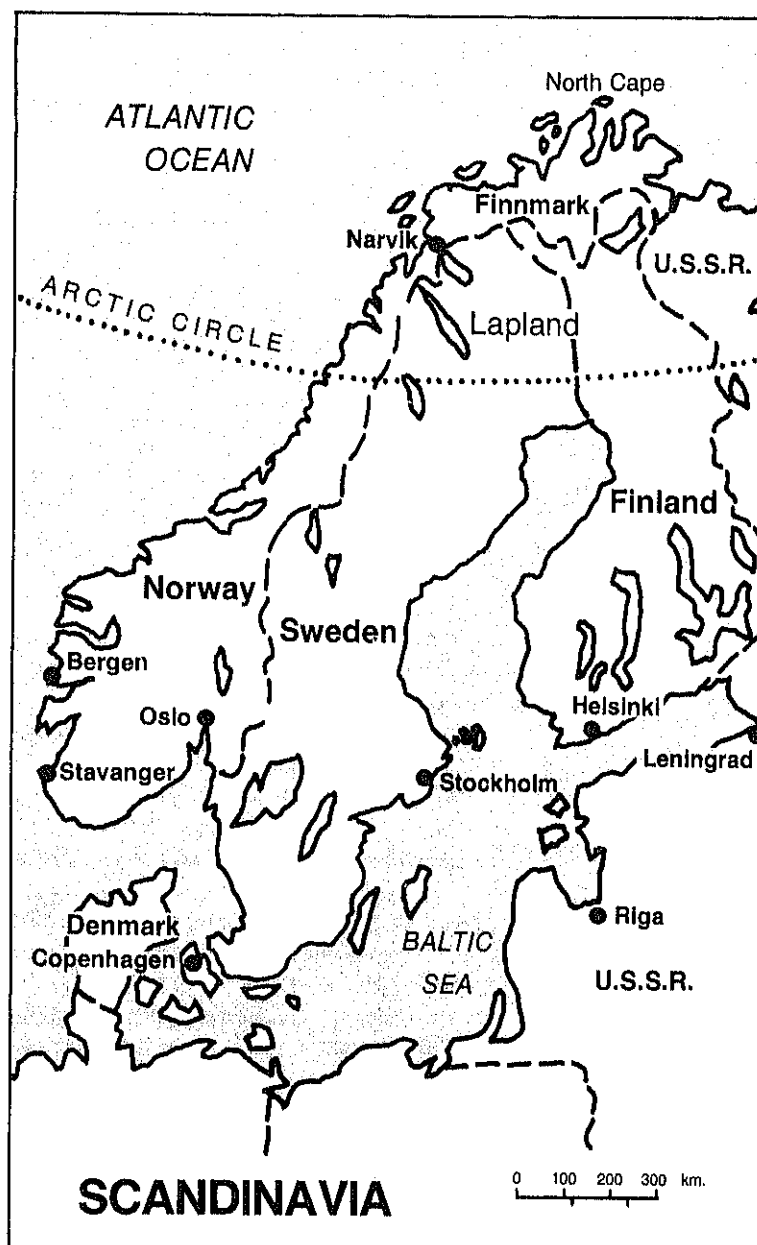 North Cape
ATLANTIC
OCEAN
Finnmark
Narvik
U.S.S.R.
ARCTIC CIRCLE
Lapland
Finland
Norway
Sweden
Bergen
Oslo
Helsinki
Stavanger
Stockholm
Leningrad
Denmark
Copenhagen
Riga
BALTIC
SEA
U.S.S.R.
SCANDINAVIA
0 100 200 300 km.